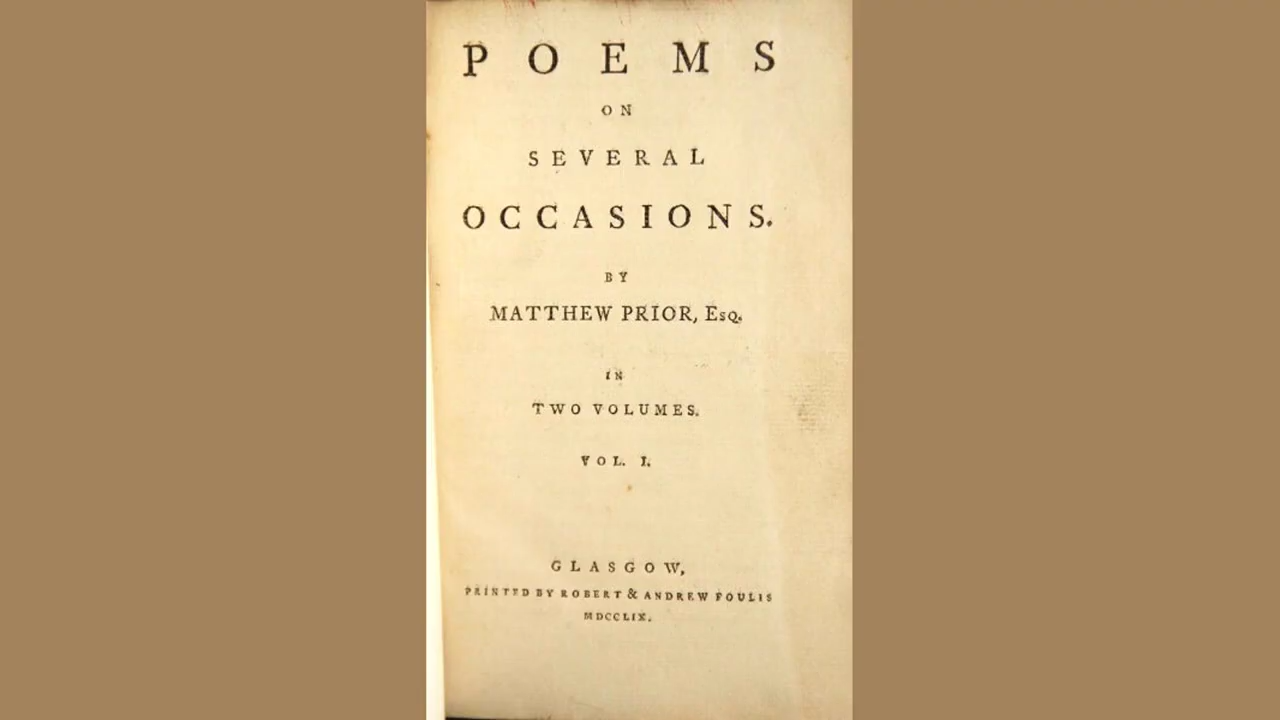 POEMS
ON
SEVERAL
OCCASIONS.
BY
MATTHEW PRIOR, Esq.
IN
TWO VOLUMES.
VOL. I.
GLASGOW,
PRINTED BY ROBERT & ANDREW FOULIS
MDCCLIX.